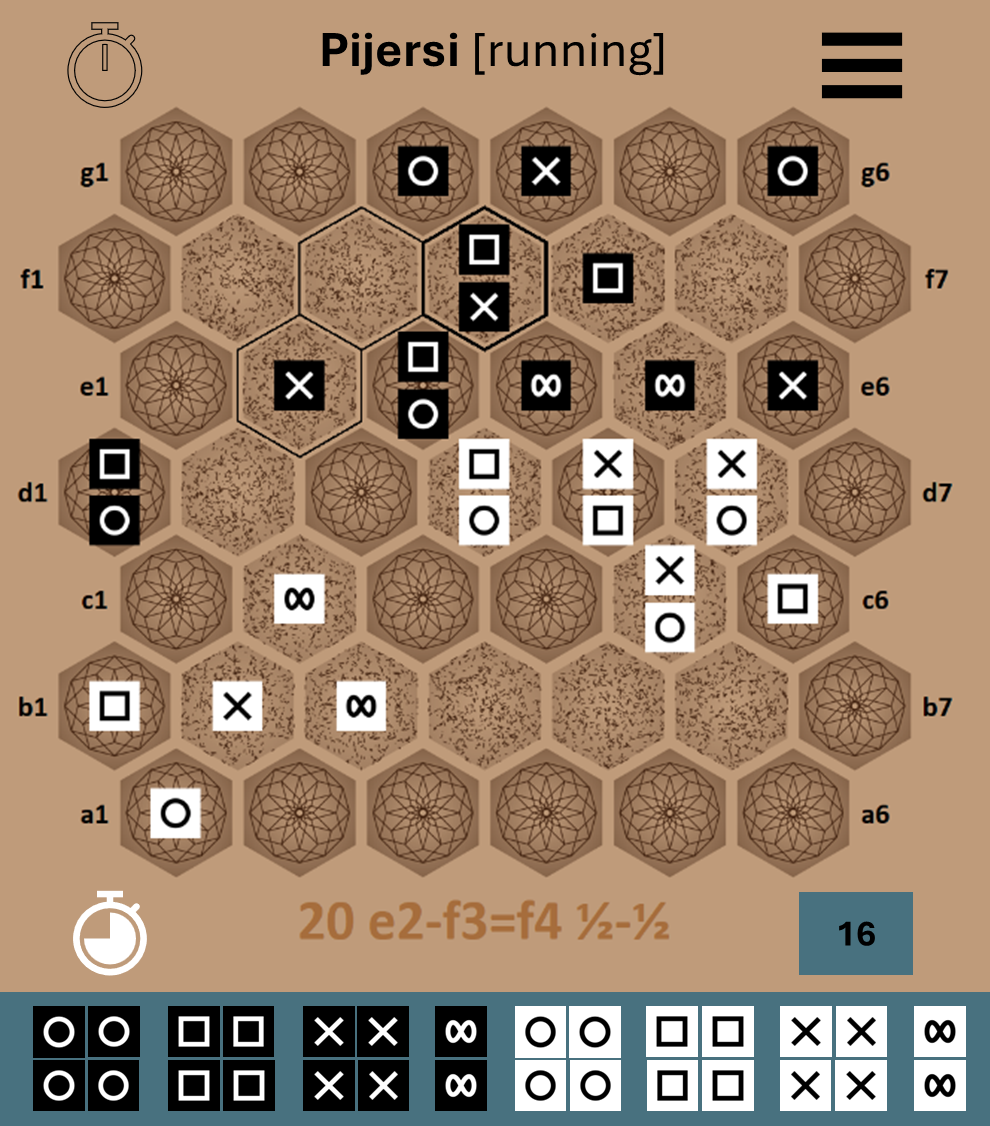 Pijersi [running]
g1 g6
f1 f7
e1 e6
d1 d7
c1 c6
b1 b7
a1 a6
20 e2-f3=f4 ½-½
16